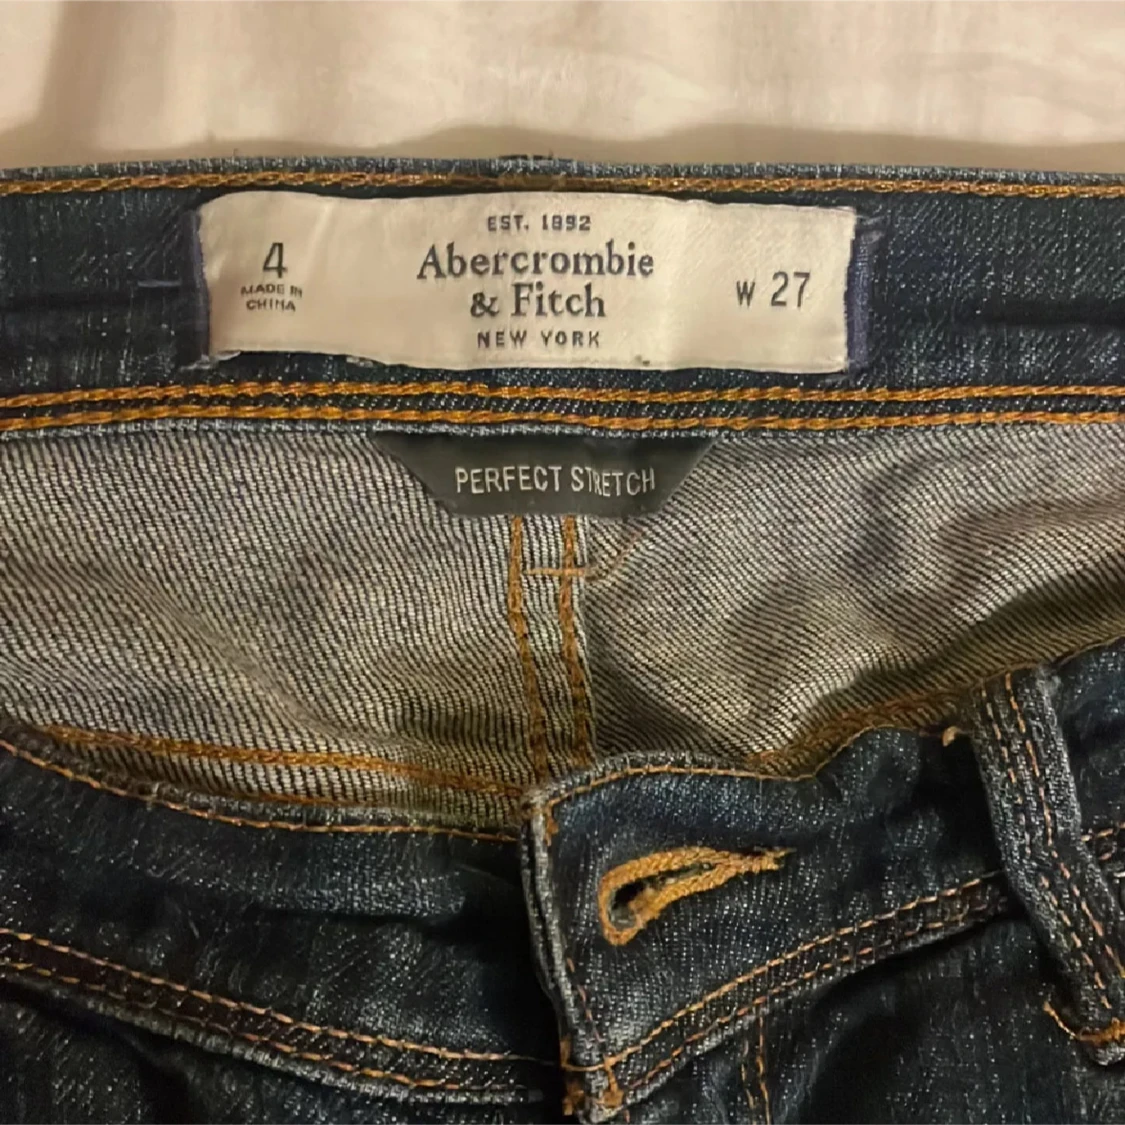 EST. 1892
Abercrombie
& Fitch
NEW YORK
4
MADE IN
CHINA
W 27
PERFECT STRETCH